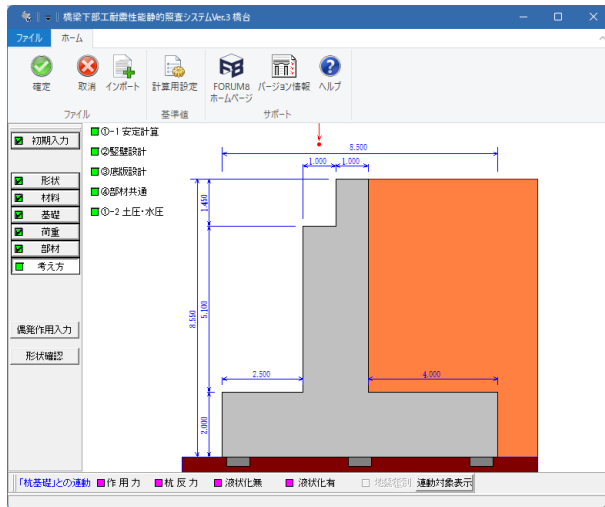 橋梁下部工耐震性能静的照査システムVer.3 橋台
ファイル ホーム
確定 取消 インポート 計算用設定 FORUM8 ホームページ バージョン情報 ヘルプ
ファイル 基準値 サポート
初期入力
形状
材料
基礎
荷重
部材
考え方
偶発作用入力
形状確認
①-1 安定計算
②竪壁設計
③底版設計
④部材共通
①-2 土圧・水圧
8.500
1.000 1.000
1.450
5.100
8.550
2.500
4.000
2.000
「杭基礎」との連動 作用力 杭反力 液状化無 液状化有 地盤種別 連動対象表示